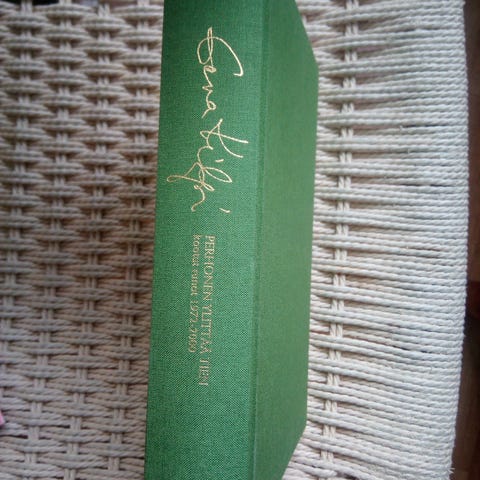 Eeva Kilpi
PERHONEN YLITTÄÄ TIEN
kootut runot 1972-2000